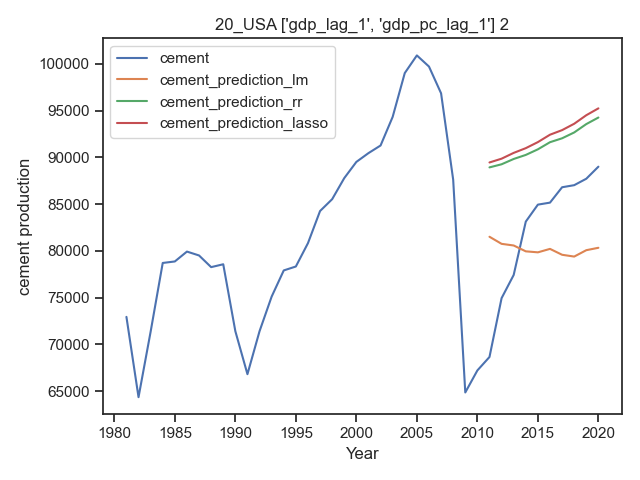 20_USA ['gdp_lag_1', 'gdp_pc_lag_1'] 2
cement
cement_prediction_lm
cement_prediction_rr
cement_prediction_lasso
cement production
100000
95000
90000
85000
80000
75000
70000
65000
1980 1985 1990 1995 2000 2005 2010 2015 2020
Year